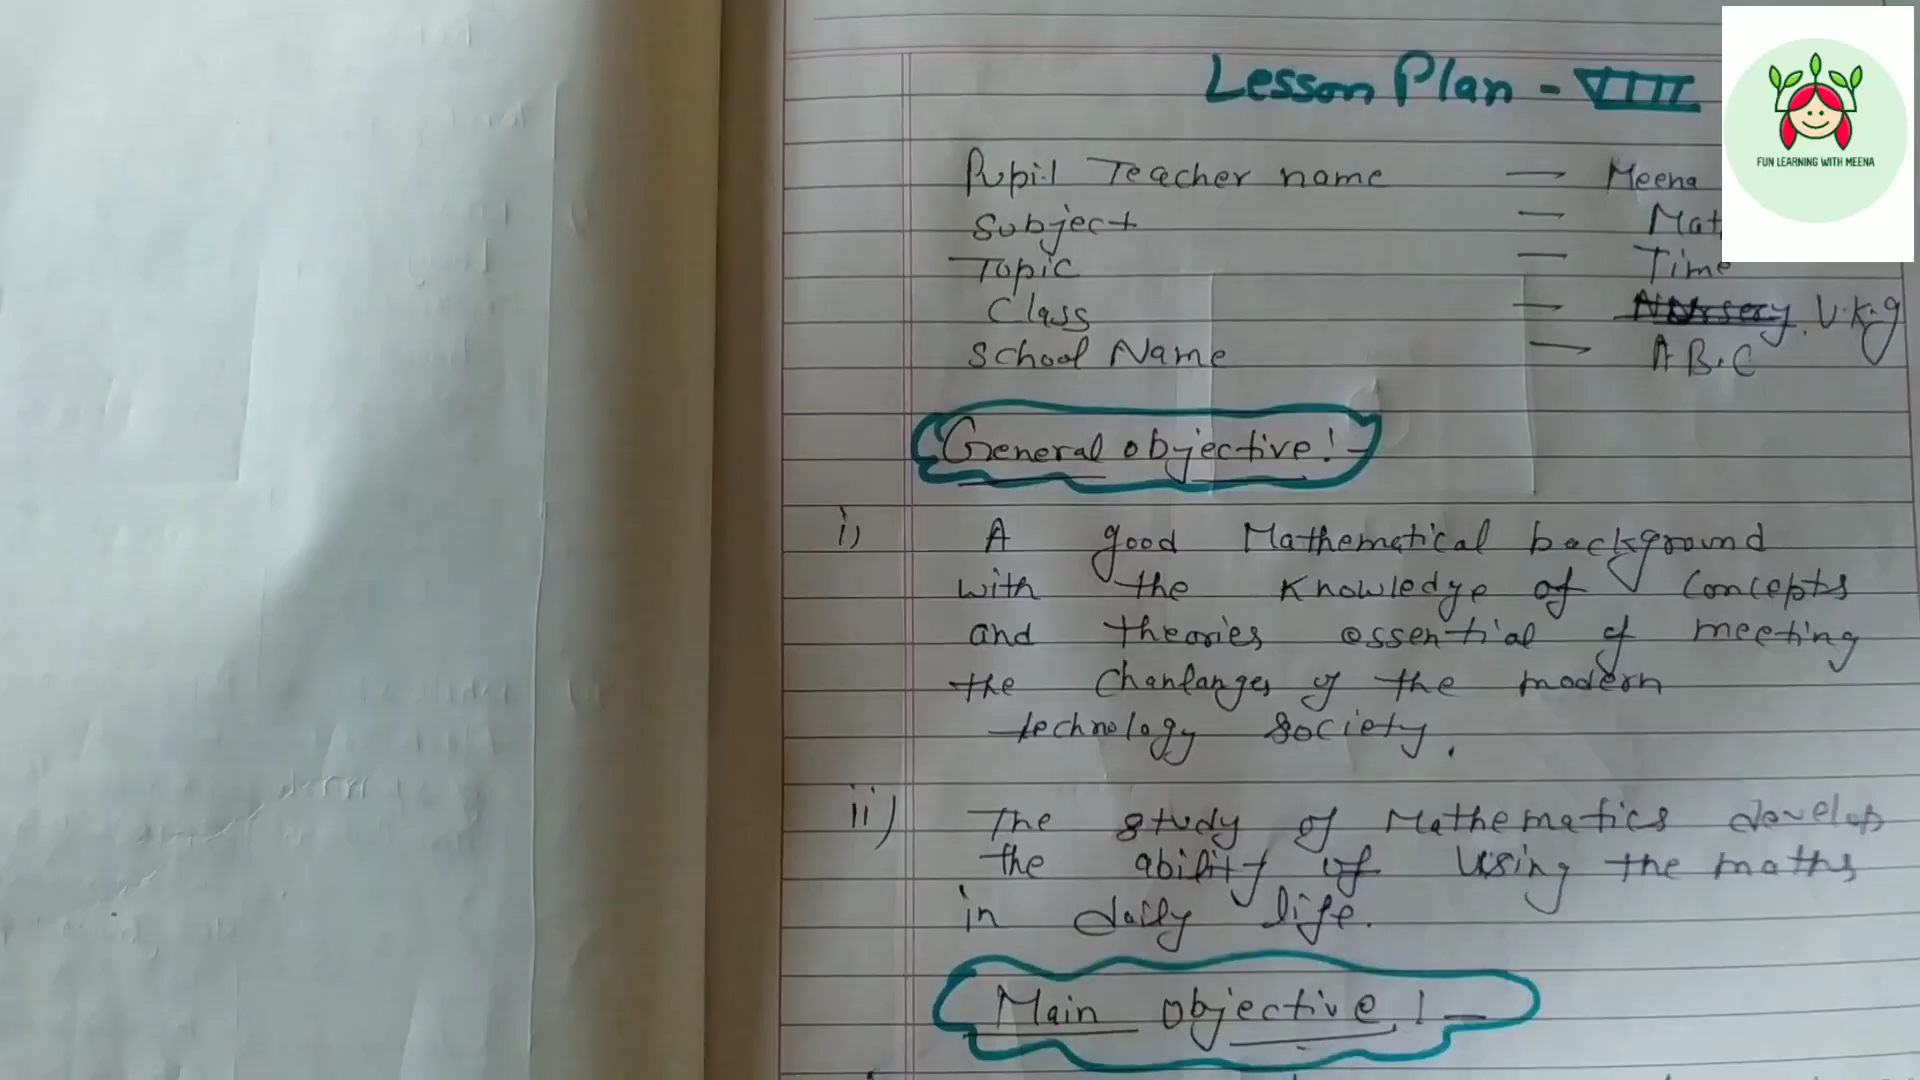 Lesson Plan - VIII
FUN LEARNING WITH MEENA
Pupil Teacher name — Meena
Subject — Mat
Topic — Time
Class — Nursery. U.K.g
School Name — A B.C
General objective!-
i) A good Mathematical background
with the Knowledge of Concepts
and theories essential of meeting
the Chanlanges of the modern
technology Society.
ii) The study of Mathematics develop
the ability of Using the maths
in daily life.
Main objective!-